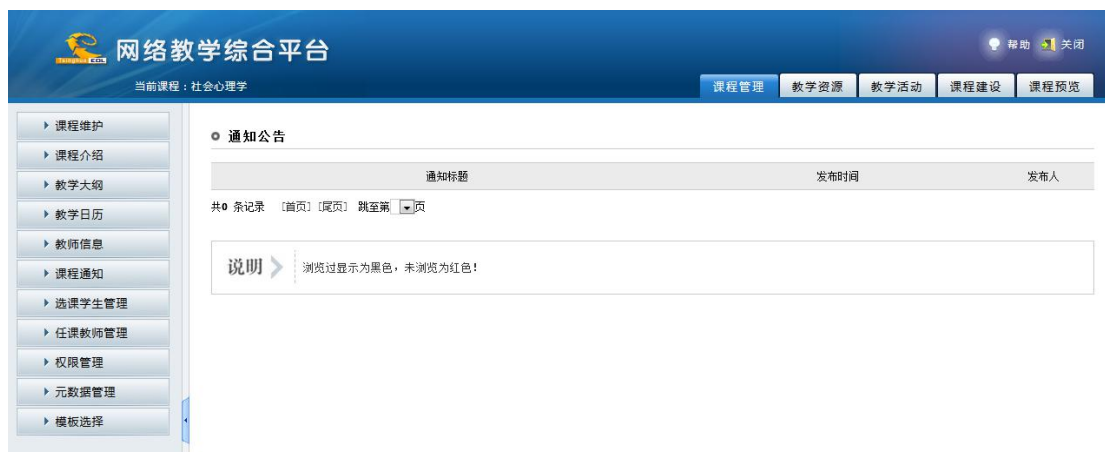 网络教学综合平台
帮助 关闭
当前课程：社会心理学
课程管理 教学资源 教学活动 课程建设 课程预览
课程维护
课程介绍
教学大纲
教学日历
教师信息
课程通知
选课学生管理
任课教师管理
权限管理
元数据管理
模板选择
通知公告
通知标题 发布时间 发布人
共0 条记录 [首页] [尾页] 跳至第 页
说明 浏览过显示为黑色，未浏览为红色!